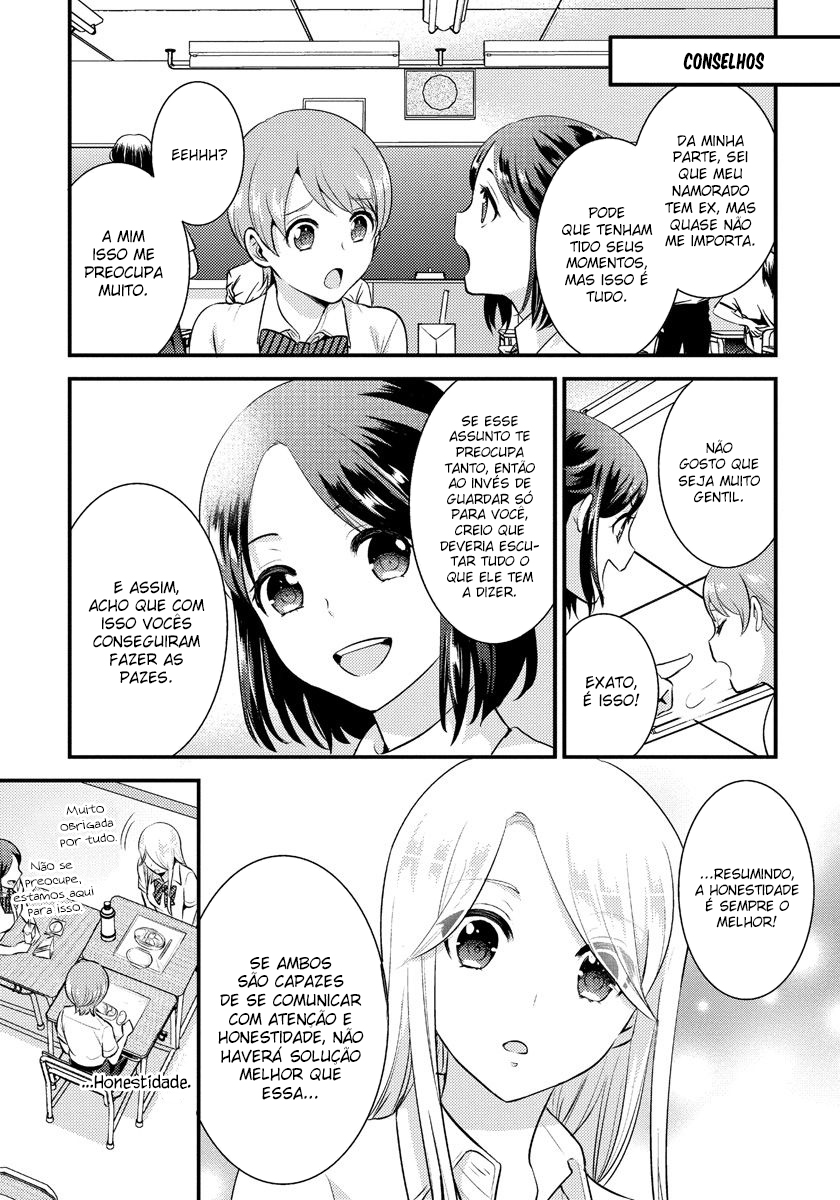 CONSELHOS
DA MINHA
PARTE, SEI
QUE MEU
NAMORADO
TEM EX, MAS
QUASE NÃO
ME IMPORTA.
PODE
QUE TENHAM
TIDO SEUS
MOMENTOS,
MAS ISSO É
TUDO.
EEHHH?
A MIM
ISSO ME
PREOCUPA
MUITO.
NÃO
GOSTO QUE
SEJA MUITO
GENTIL.
EXATO,
É ISSO!
SE ESSE
ASSUNTO TE
PREOCUPA
TANTO, ENTÃO
AO INVÉS DE
GUARDAR SÓ
PARA VOCÊ,
CREIO QUE
DEVERIA ESCU-
TAR TUDO O
QUE ELE TEM
A DIZER.
E ASSIM,
ACHO QUE COM
ISSO VOCÊS
CONSEGUIRAM
FAZER AS
PAZES.
...RESUMINDO,
A HONESTIDADE
É SEMPRE O
MELHOR!
SE AMBOS
SÃO CAPAZES
DE SE COMUNICAR
COM ATENÇÃO E
HONESTIDADE, NÃO
HAVERÁ SOLUÇÃO
MELHOR QUE
ESSA...
Muito
obrigada
por tudo.
Não se
preocupe,
estamos aqui
para isso.
...Honestidade.